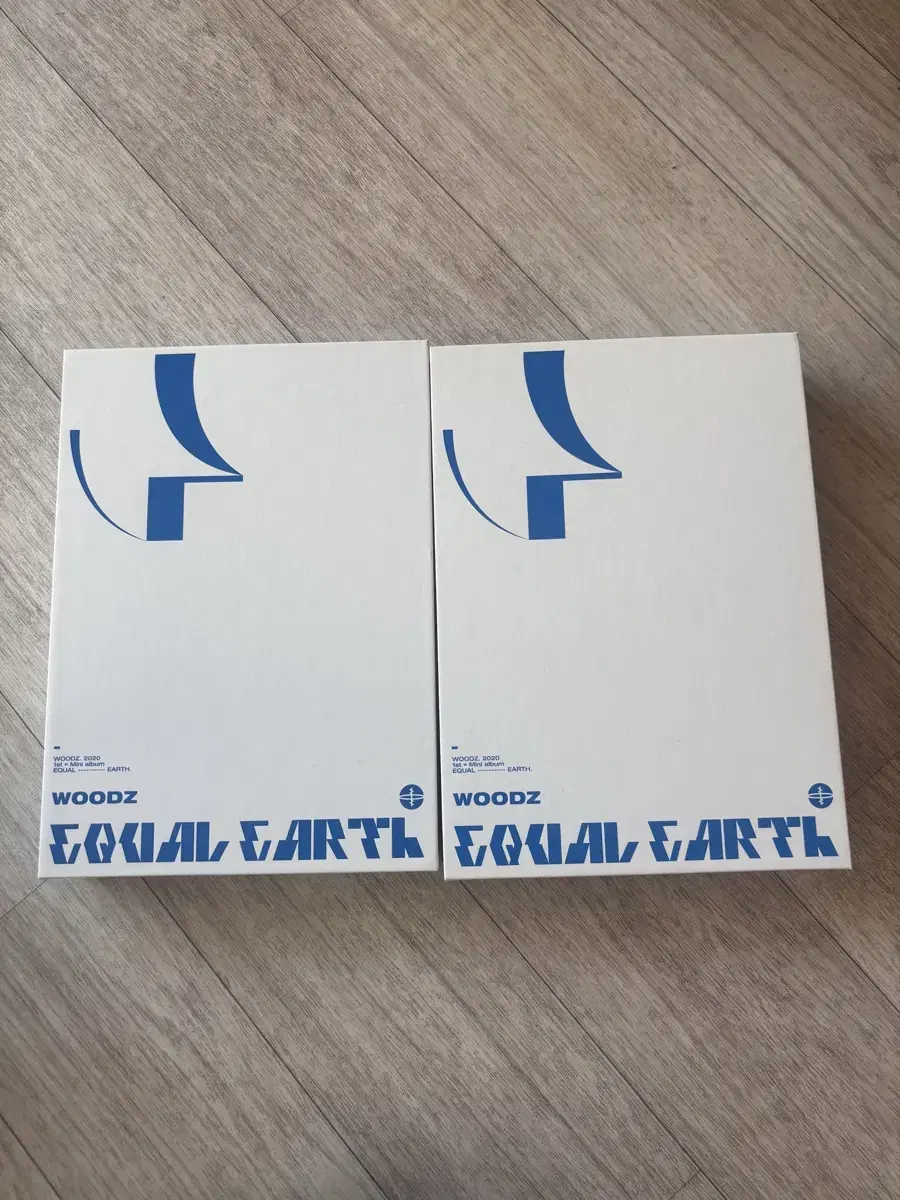 WOODZ. 2020
1st = Mini album
EQUAL ---------- EARTH.
WOODZ
EQUAL EARTH
WOODZ. 2020
1st = Mini album
EQUAL ---------- EARTH.
WOODZ
EQUAL EARTH